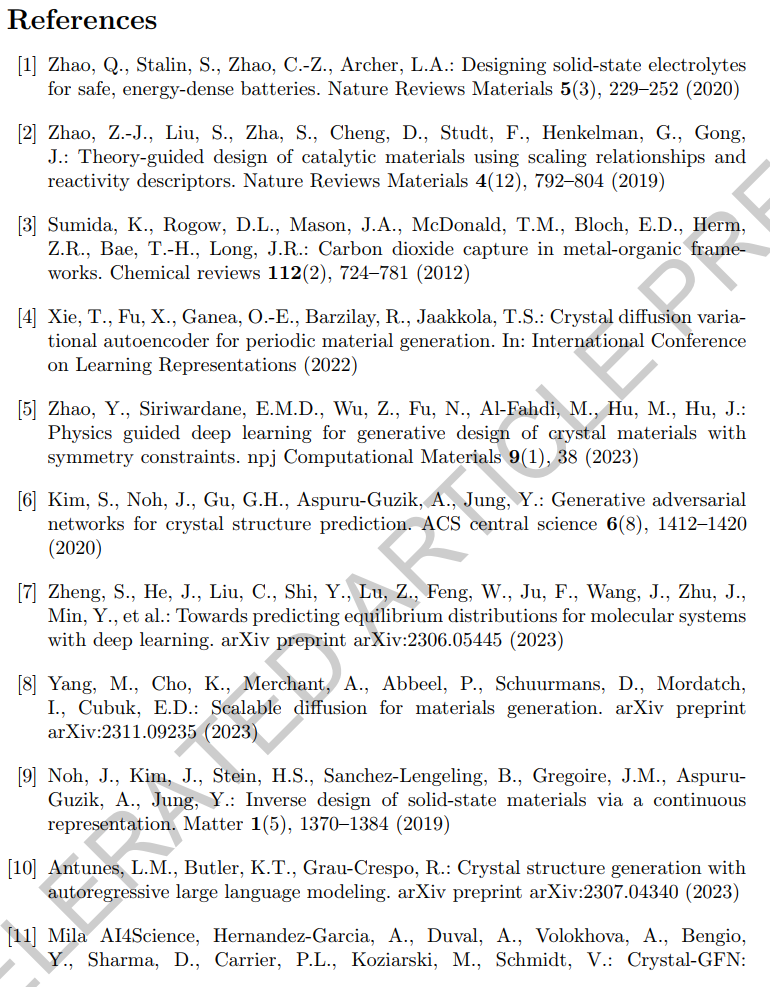 References
[1] Zhao, Q., Stalin, S., Zhao, C.-Z., Archer, L.A.: Designing solid-state electrolytes
for safe, energy-dense batteries. Nature Reviews Materials 5(3), 229–252 (2020)
[2] Zhao, Z.-J., Liu, S., Zha, S., Cheng, D., Studt, F., Henkelman, G., Gong,
J.: Theory-guided design of catalytic materials using scaling relationships and
reactivity descriptors. Nature Reviews Materials 4(12), 792–804 (2019)
[3] Sumida, K., Rogow, D.L., Mason, J.A., McDonald, T.M., Bloch, E.D., Herm,
Z.R., Bae, T.-H., Long, J.R.: Carbon dioxide capture in metal-organic frame-
works. Chemical reviews 112(2), 724–781 (2012)
[4] Xie, T., Fu, X., Ganea, O.-E., Barzilay, R., Jaakkola, T.S.: Crystal diffusion varia-
tional autoencoder for periodic material generation. In: International Conference
on Learning Representations (2022)
[5] Zhao, Y., Siriwardane, E.M.D., Wu, Z., Fu, N., Al-Fahdi, M., Hu, M., Hu, J.:
Physics guided deep learning for generative design of crystal materials with
symmetry constraints. npj Computational Materials 9(1), 38 (2023)
[6] Kim, S., Noh, J., Gu, G.H., Aspuru-Guzik, A., Jung, Y.: Generative adversarial
networks for crystal structure prediction. ACS central science 6(8), 1412–1420
(2020)
[7] Zheng, S., He, J., Liu, C., Shi, Y., Lu, Z., Feng, W., Ju, F., Wang, J., Zhu, J.,
Min, Y., et al.: Towards predicting equilibrium distributions for molecular systems
with deep learning. arXiv preprint arXiv:2306.05445 (2023)
[8] Yang, M., Cho, K., Merchant, A., Abbeel, P., Schuurmans, D., Mordatch,
I., Cubuk, E.D.: Scalable diffusion for materials generation. arXiv preprint
arXiv:2311.09235 (2023)
[9] Noh, J., Kim, J., Stein, H.S., Sanchez-Lengeling, B., Gregoire, J.M., Aspuru-
Guzik, A., Jung, Y.: Inverse design of solid-state materials via a continuous
representation. Matter 1(5), 1370–1384 (2019)
[10] Antunes, L.M., Butler, K.T., Grau-Crespo, R.: Crystal structure generation with
autoregressive large language modeling. arXiv preprint arXiv:2307.04340 (2023)
[11] Mila AI4Science, Hernandez-Garcia, A., Duval, A., Volokhova, A., Bengio,
Y., Sharma, D., Carrier, P.L., Koziarski, M., Schmidt, V.: Crystal-GFN:
ELERATED ARTICLE PRE